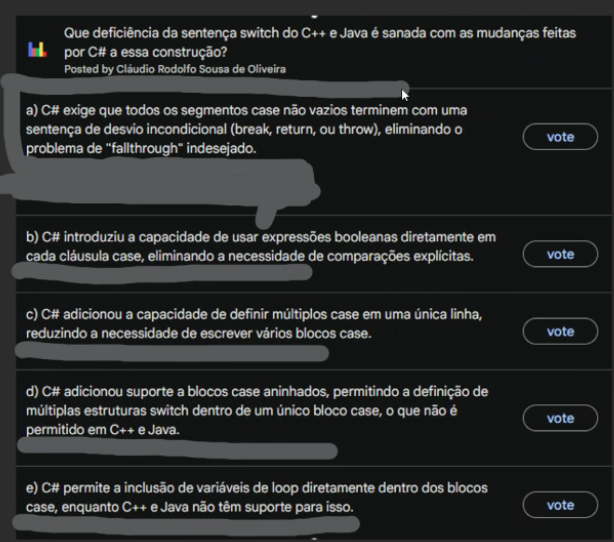 Que deficiência da sentença switch do C++ e Java é sanada com as mudanças feitas
por C# a essa construção?
Posted by Cláudio Rodolfo Sousa de Oliveira
a) C# exige que todos os segmentos case não vazios terminem com uma
sentença de desvio incondicional (break, return, ou throw), eliminando o
problema de "fallthrough" indesejado.
vote
b) C# introduziu a capacidade de usar expressões booleanas diretamente em
cada cláusula case, eliminando a necessidade de comparações explícitas.
vote
c) C# adicionou a capacidade de definir múltiplos case em uma única linha,
reduzindo a necessidade de escrever vários blocos case.
vote
d) C# adicionou suporte a blocos case aninhados, permitindo a definição de
múltiplas estruturas switch dentro de um único bloco case, o que não é
permitido em C++ e Java.
vote
e) C# permite a inclusão de variáveis de loop diretamente dentro dos blocos
case, enquanto C++ e Java não têm suporte para isso.
vote